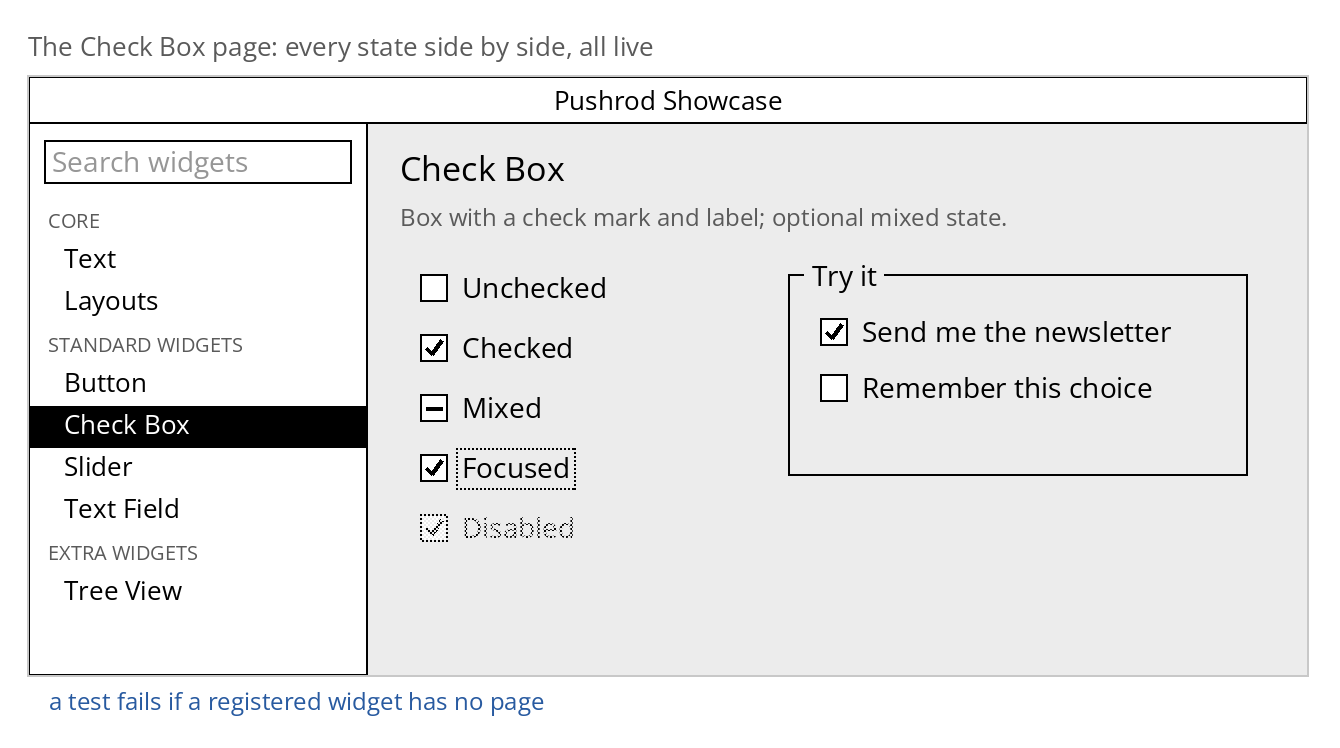 The Check Box page: every state side by side, all live
Pushrod Showcase
Search widgets
CORE
Text
Layouts
STANDARD WIDGETS
Button
Check Box
Slider
Text Field
EXTRA WIDGETS
Tree View
Check Box
Box with a check mark and label; optional mixed state.
Unchecked
Checked
Mixed
Focused
Disabled
Try it
Send me the newsletter
Remember this choice
a test fails if a registered widget has no page